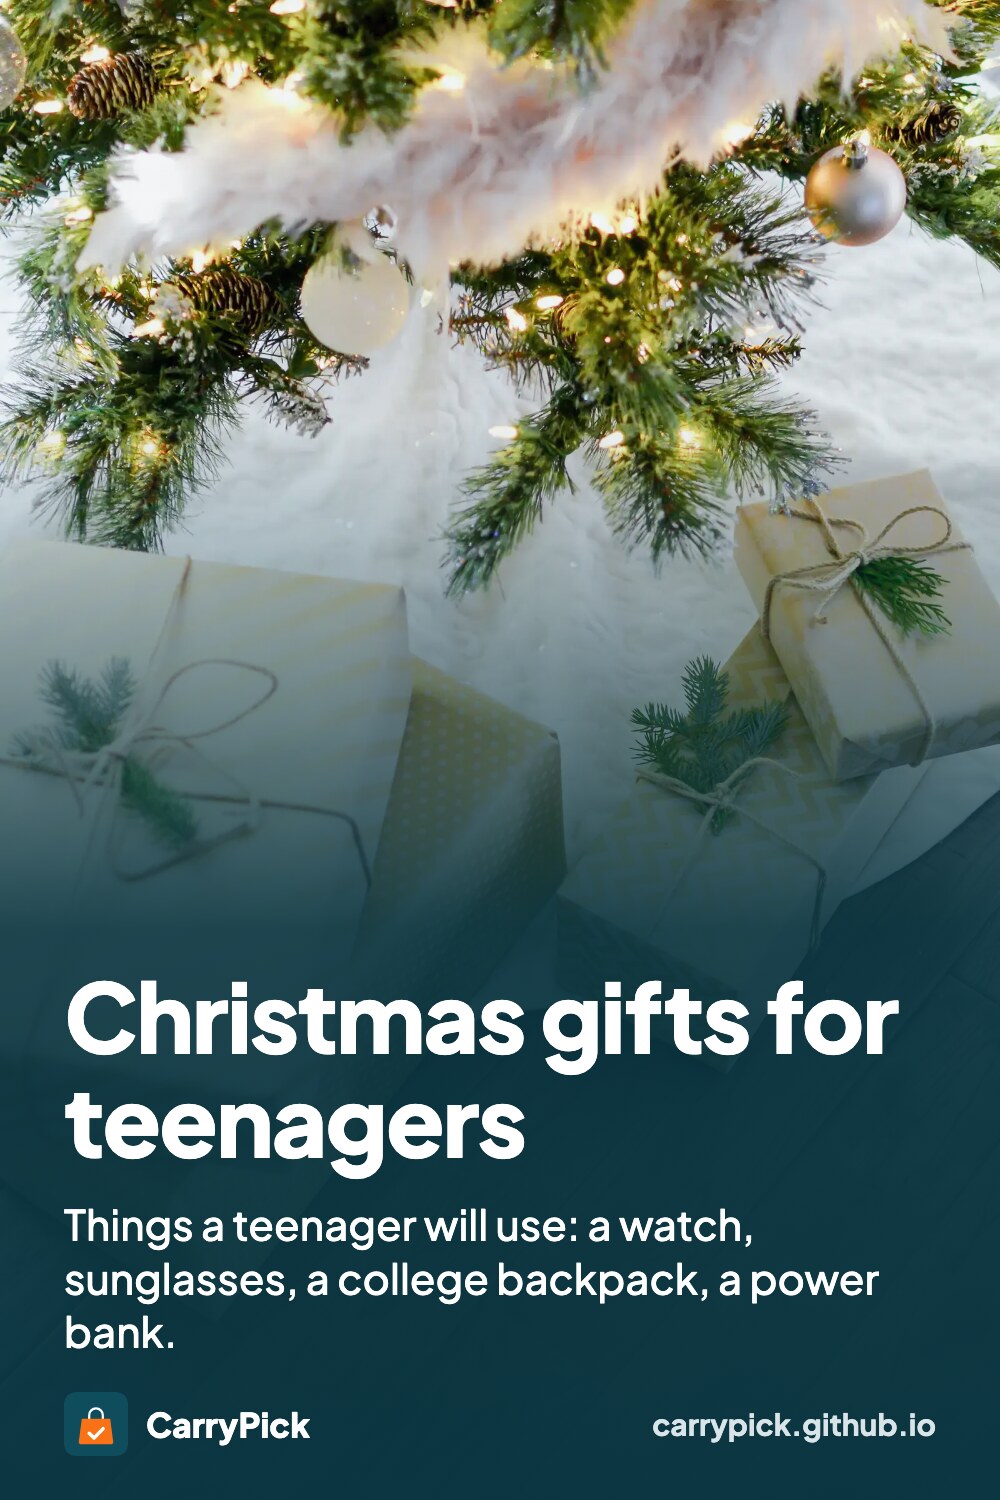 Christmas gifts for
teenagers
Things a teenager will use: a watch,
sunglasses, a college backpack, a power
bank.
CarryPick
carrypick.github.io